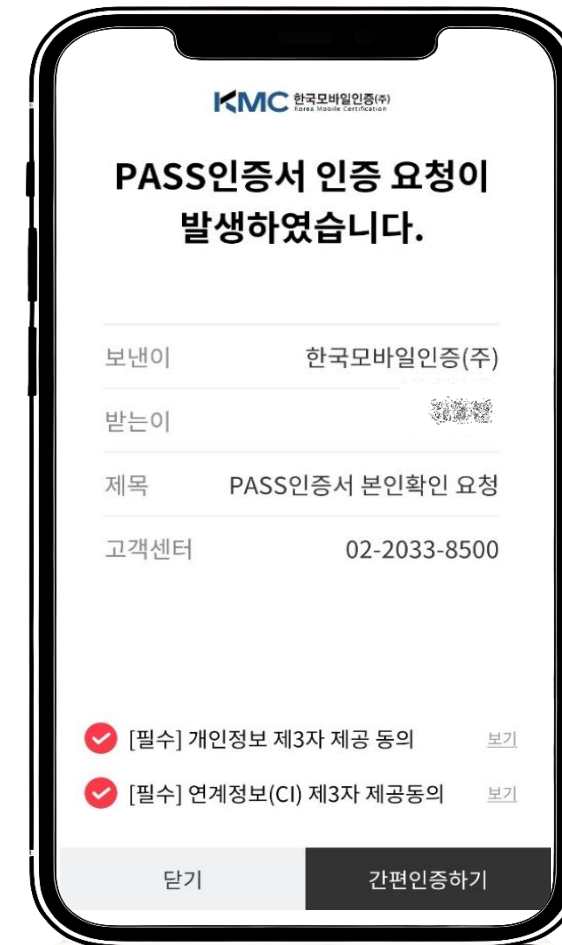 KMC 한국모바일인증(주)
Korea Mobile Certification
PASS인증서 인증 요청이
발생하였습니다.
보낸이 한국모바일인증(주)
받는이
제목 PASS인증서 본인확인 요청
고객센터 02-2033-8500
[필수] 개인정보 제3자 제공 동의 보기
[필수] 연계정보(CI) 제3자 제공동의 보기
닫기 간편인증하기